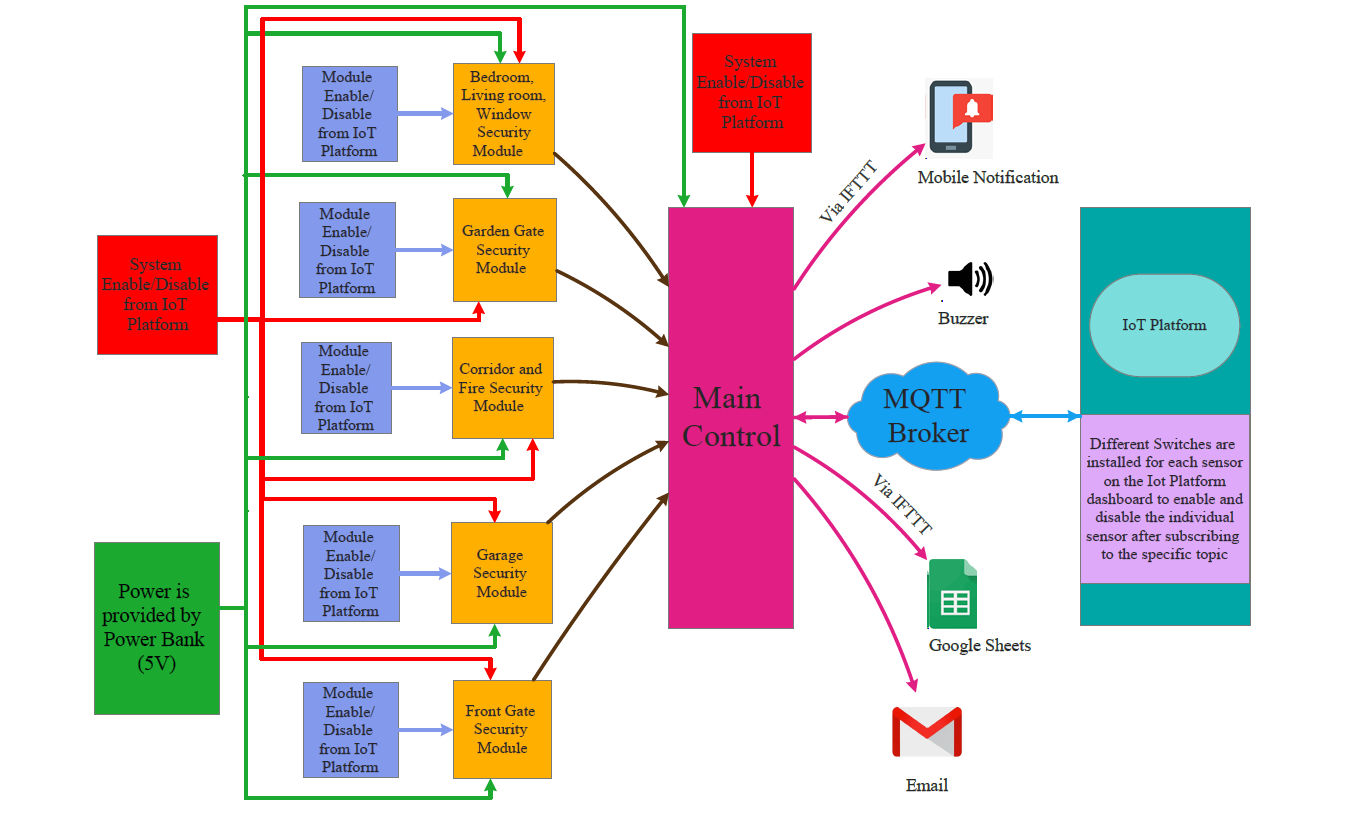 System
Enable/Disable
from IoT
Platform
Power is
provided by
Power Bank
(5V)
Module
Enable/
Disable
from IoT
Platform
Bedroom,
Living room,
Window
Security
Module
Module
Enable/
Disable
from IoT
Platform
Garden Gate
Security
Module
Module
Enable/
Disable
from IoT
Platform
Corridor and
Fire Security
Module
Module
Enable/
Disable
from IoT
Platform
Garage
Security
Module
Module
Enable/
Disable
from IoT
Platform
Front Gate
Security
Module
System
Enable/Disable
from IoT
Platform
Main
Control
Via IFTTT
Mobile Notification
Buzzer
MQTT
Broker
Via IFTTT
Google Sheets
Email
IoT Platform
Different Switches are
installed for each sensor
on the Iot Platform
dashboard to enable and
disable the individual
sensor after subscribing
to the specific topic